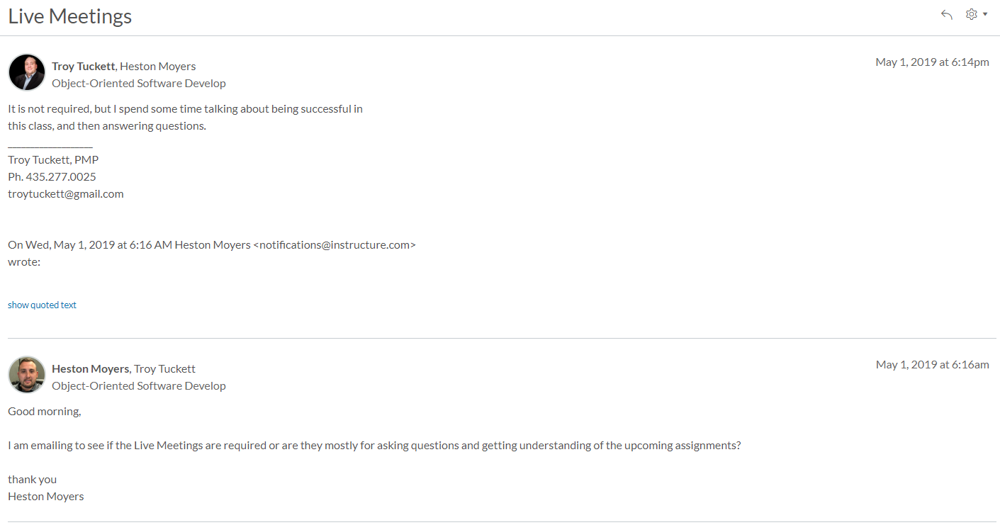 Live Meetings
Troy Tuckett, Heston Moyers
May 1, 2019 at 6:14pm
Object-Oriented Software Develop
It is not required, but I spend some time talking about being successful in
this class, and then answering questions.
___________________
Troy Tuckett, PMP
Ph. 435.277.0025
troytuckett@gmail.com
On Wed, May 1, 2019 at 6:16 AM Heston Moyers <notifications@instructure.com>
wrote:
show quoted text
Heston Moyers, Troy Tuckett
May 1, 2019 at 6:16am
Object-Oriented Software Develop
Good morning,
I am emailing to see if the Live Meetings are required or are they mostly for asking questions and getting understanding of the upcoming assignments?
thank you
Heston Moyers